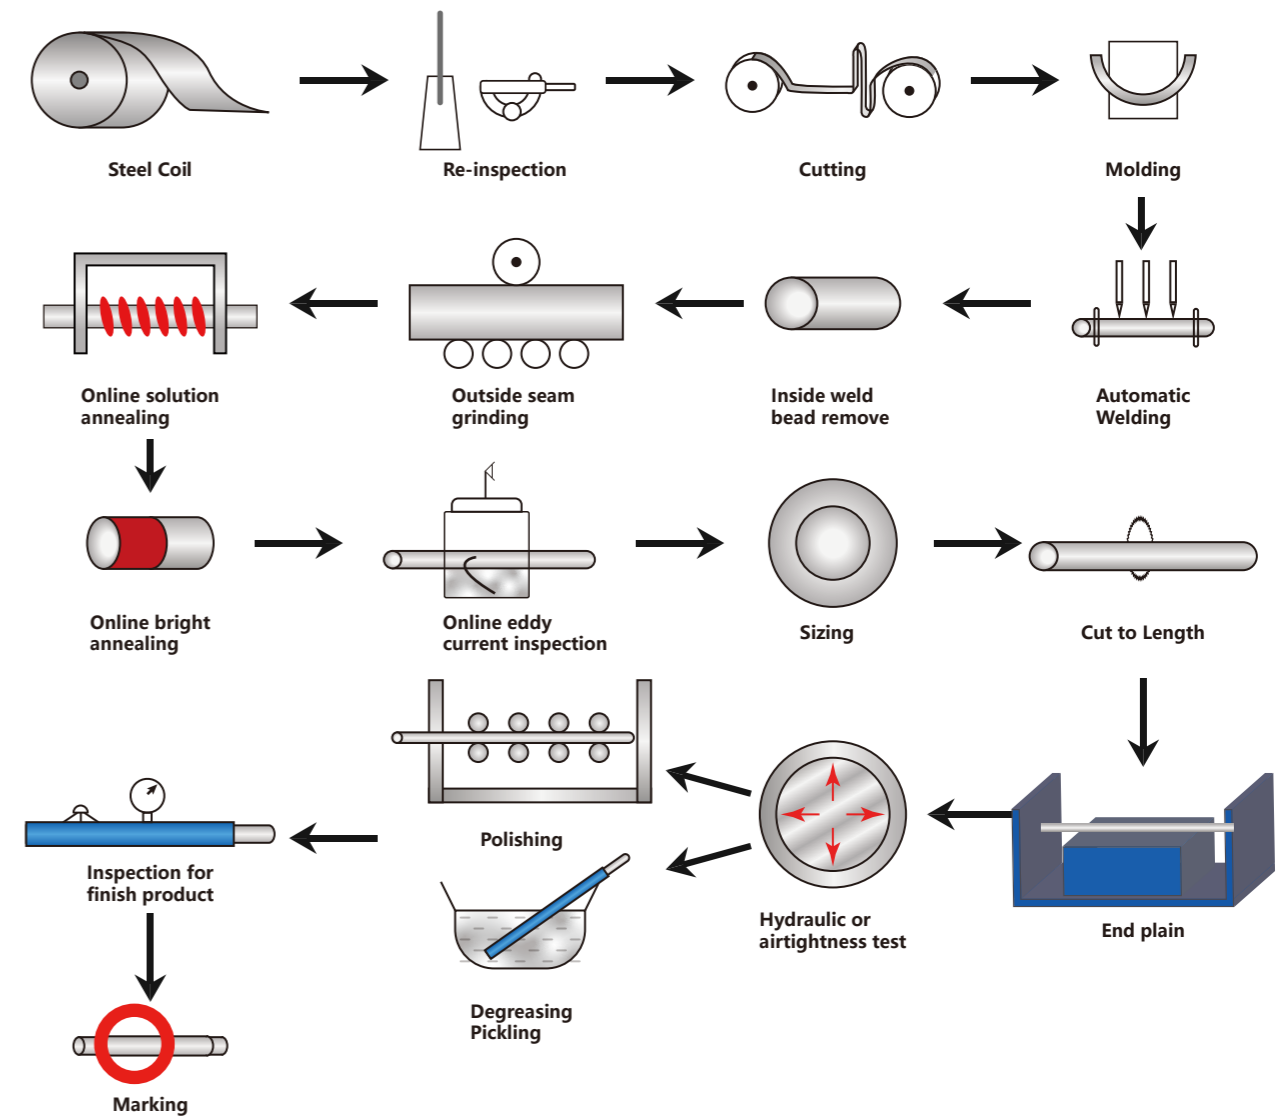 Steel Coil
Re-inspection
Cutting
Molding
Online solution
annealing
Outside seam
grinding
Inside weld
bead remove
Automatic
Welding
Online bright
annealing
Online eddy
current inspection
Sizing
Cut to Length
Polishing
Inspection for
finish product
Hydraulic or
airtightness test
End plain
Degreasing
Pickling
Marking